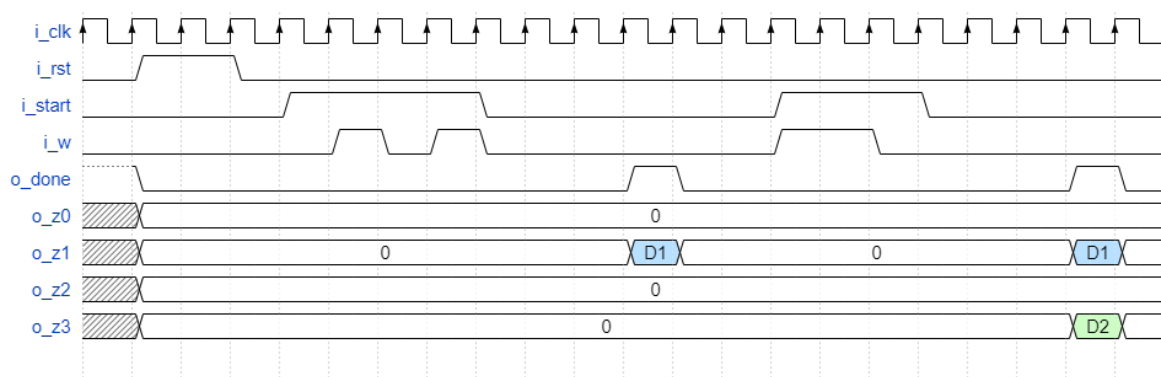 i_clk
i_rst
i_start
i_w
o_done
o_z0 0
o_z1 0 D1 0 D1
o_z2 0
o_z3 0 D2